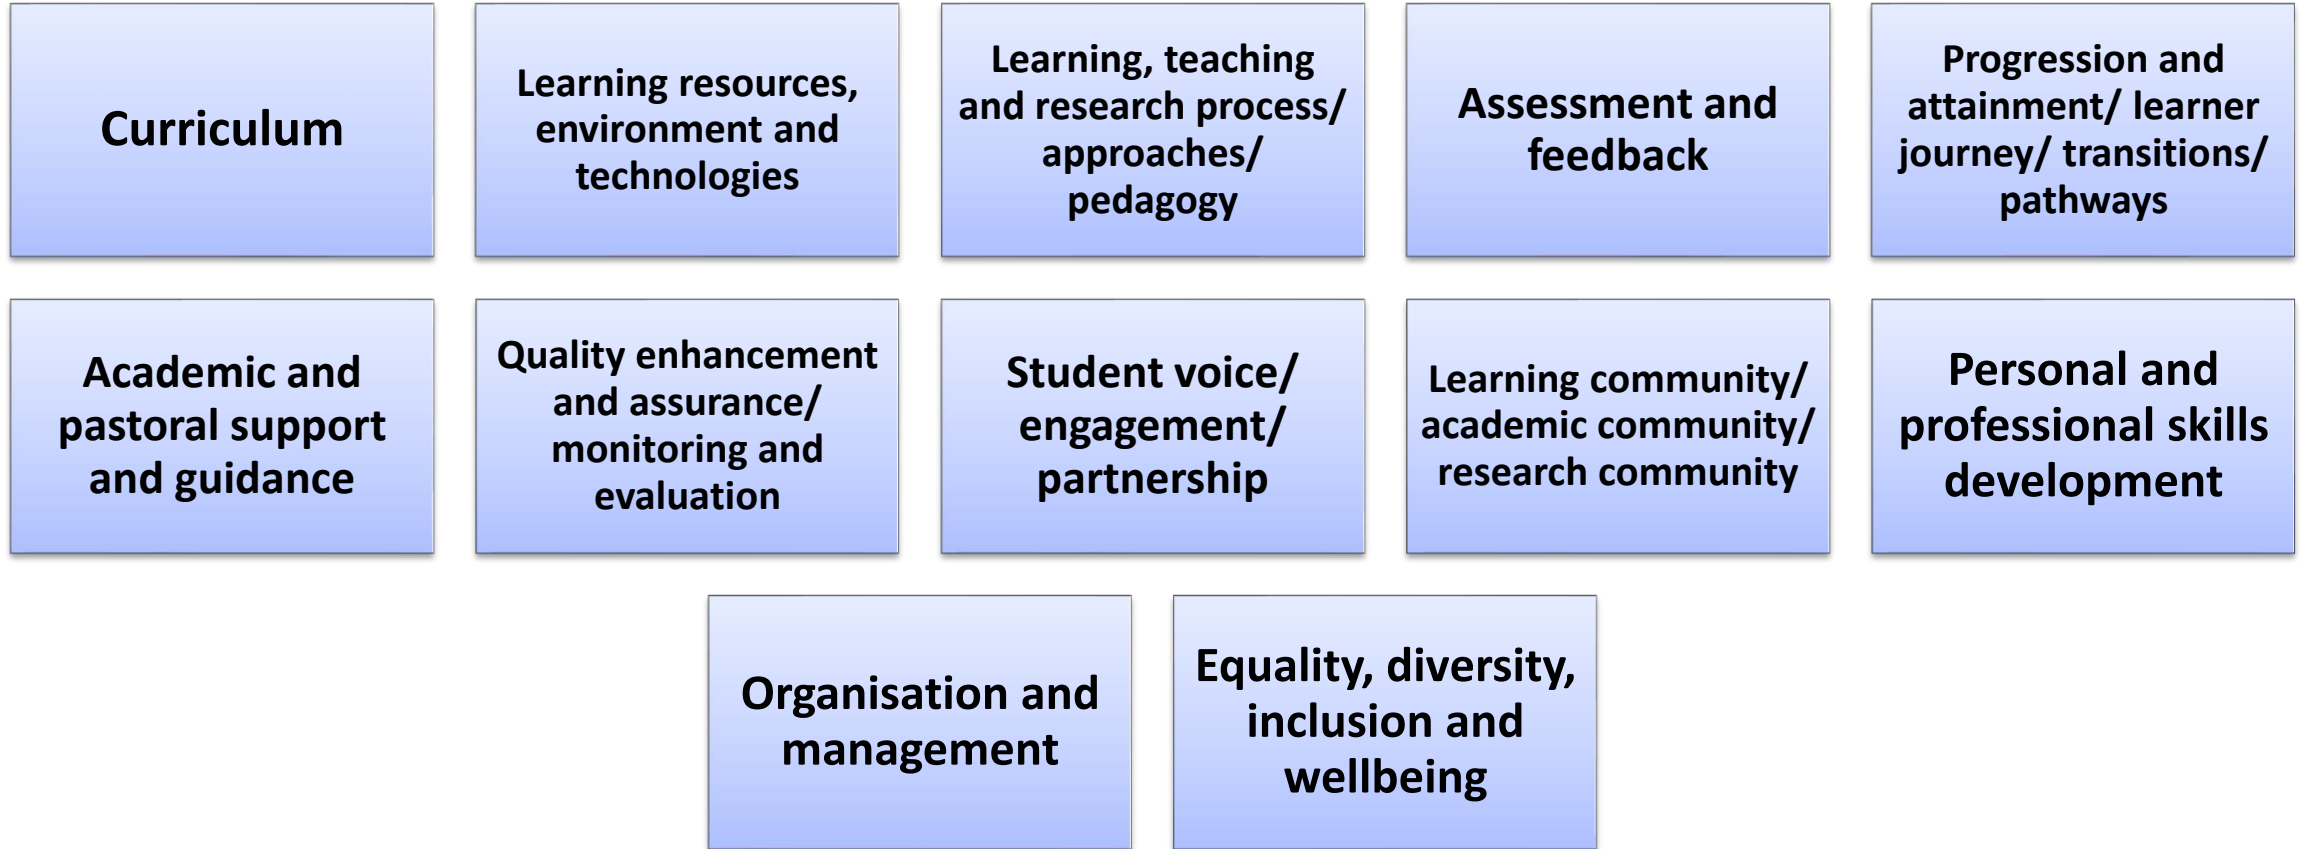 Curriculum
Learning resources,
environment and
technologies
Learning, teaching
and research process/
approaches/
pedagogy
Assessment and
feedback
Progression and
attainment/ learner
journey/ transitions/
pathways
Academic and
pastoral support
and guidance
Quality enhancement
and assurance/
monitoring and
evaluation
Student voice/
engagement/
partnership
Learning community/
academic community/
research community
Personal and
professional skills
development
Organisation and
management
Equality, diversity,
inclusion and
wellbeing